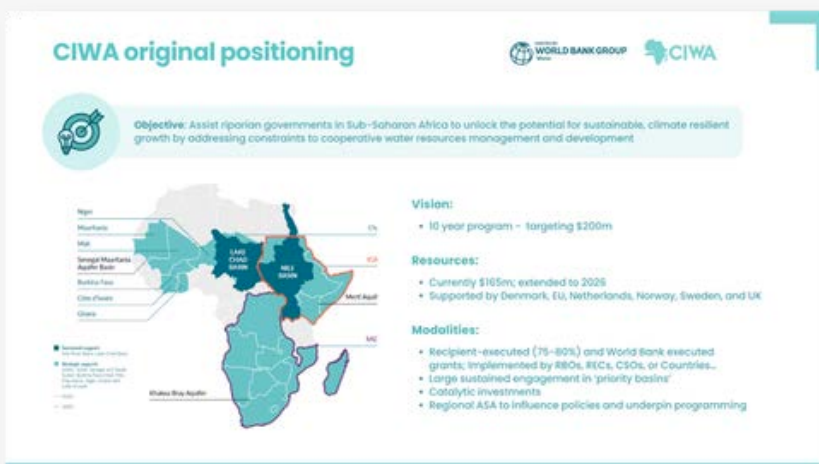 CIWA original positioning
WORLD BANK GROUP
Water
CIWA
Objective: Assist riparian governments in Sub-Saharan Africa to unlock the potential for sustainable, climate resilient
growth by addressing constraints to cooperative water resources management and development
Niger
Mauritania
Mali
Senegal Mauritania
Aquifer Basin
Burkina Faso
Côte d'Ivoire
Ghana
LAKE
CHAD
BASIN
NILE
BASIN
Khakea Bray Aquifer
Vision:
• 10 year program - targeting $200m
Resources:
• Currently $165m; extended to 2026
• Supported by Denmark, EU, Netherlands, Norway, Sweden, and UK
Modalities:
• Recipient-executed (75-80%) and World Bank executed
grants; Implemented by RBOs, RECs, CSOs, or Countries...
• Large sustained engagement in 'priority basins'
• Catalytic investments
• Regional ASA to influence policies and underpin programming